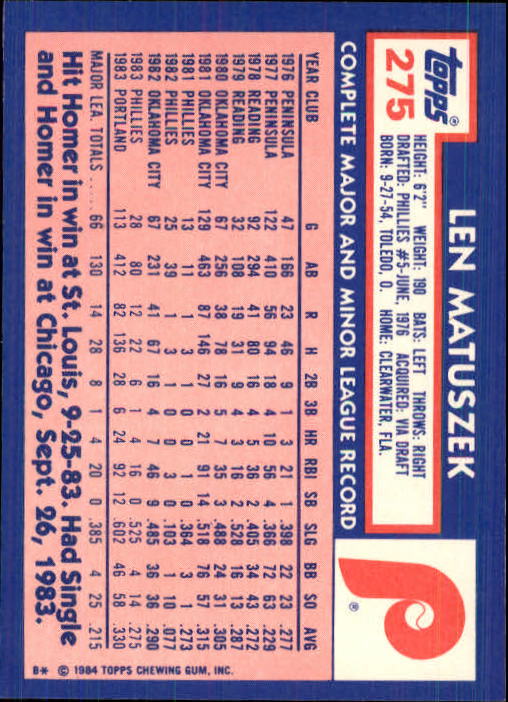 topps®
275
LEN MATUSZEK
HEIGHT: 6'2" WEIGHT: 190 BATS: LEFT THROWS: RIGHT
DRAFTED: PHILLIES #5-JUNE, 1976 ACQUIRED: VIA DRAFT
BORN: 9-27-54, TOLEDO, O. HOME: CLEARWATER, FLA.
P®
COMPLETE MAJOR AND MINOR LEAGUE RECORD
YEAR CLUB G AB R H 2B 3B HR RBI SB SLG BB SO AVG
1976 PENINSULA 47 166 23 46 9 1 3 21 1 .398 22 23 .277
1977 PENINSULA 122 410 56 94 18 4 10 56 4 .366 72 63 .229
1978 READING 92 294 41 80 16 4 5 36 2 .405 34 43 .272
1979 READING 32 108 19 31 9 4 3 16 2 .528 16 13 .287
1980 OKLAHOMA CITY 67 256 38 78 16 5 7 35 3 .488 24 31 .305
1981 OKLAHOMA CITY 129 463 87 146 27 2 21 91 14 .518 76 57 .315
1981 PHILLIES 13 11 1 3 1 0 0 1 0 .364 3 1 .273
1982 PHILLIES 25 39 1 3 1 0 0 3 0 .103 1 10 .077
1982 OKLAHOMA CITY 67 231 41 67 16 4 7 46 9 .485 36 36 .290
1983 PHILLIES 28 80 12 22 6 1 4 16 0 .525 4 14 .275
1983 PORTLAND 113 412 82 136 28 6 24 92 12 .602 46 58 .330
MAJOR LEA. TOTALS ..... 66 130 14 28 8 1 4 20 0 .385 4 25 .215
Hit Homer in win at St. Louis, 9-25-83. Had Single
and Homer in win at Chicago, Sept. 26, 1983.
B* © 1984 TOPPS CHEWING GUM, INC.